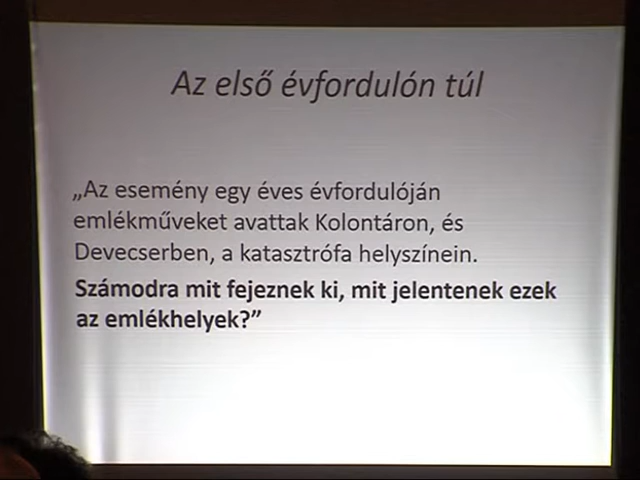 Az első évfordulón túl
„Az esemény egy éves évfordulóján
emlékműveket avattak Kolontáron, és
Devecserben, a katasztrófa helyszínein.
Számodra mit fejeznek ki, mit jelentenek ezek
az emlékhelyek?”